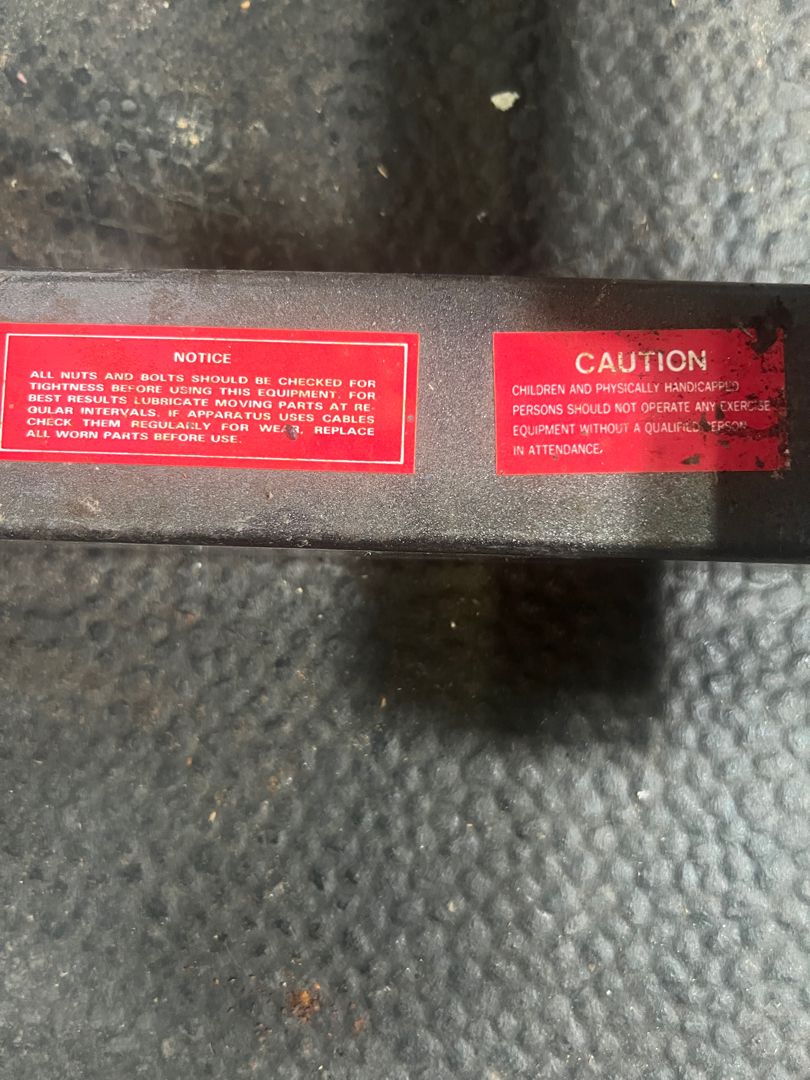 NOTICE
ALL NUTS AND BOLTS SHOULD BE CHECKED FOR
TIGHTNESS BEFORE USING THIS EQUIPMENT. FOR
BEST RESULTS LUBRICATE MOVING PARTS AT RE-
GULAR INTERVALS. IF APPARATUS USES CABLES
CHECK THEM REGULARLY FOR WEAR. REPLACE
ALL WORN PARTS BEFORE USE.
CAUTION
CHILDREN AND PHYSICALLY HANDICAPPED
PERSONS SHOULD NOT OPERATE ANY EXERCISE
EQUIPMENT WITHOUT A QUALIFIED PERSON
IN ATTENDANCE.